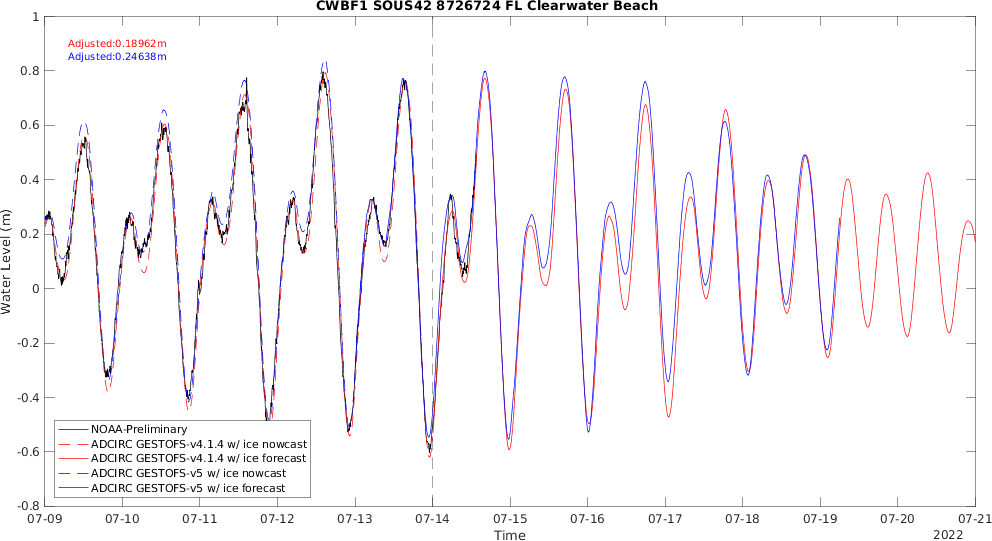 CWBF1 SOUS42 8726724 FL Clearwater Beach
Adjusted:0.18962m
Adjusted:0.24638m
Water Level (m)
1
0.8
0.6
0.4
0.2
0
-0.2
-0.4
-0.6
-0.8
NOAA-Preliminary
ADCIRC GESTOFS-v4.1.4 w/ ice nowcast
ADCIRC GESTOFS-v4.1.4 w/ ice forecast
ADCIRC GESTOFS-v5 w/ ice nowcast
ADCIRC GESTOFS-v5 w/ ice forecast
07-09 07-10 07-11 07-12 07-13 07-14 07-15 07-16 07-17 07-18 07-19 07-20 07-21
Time
2022